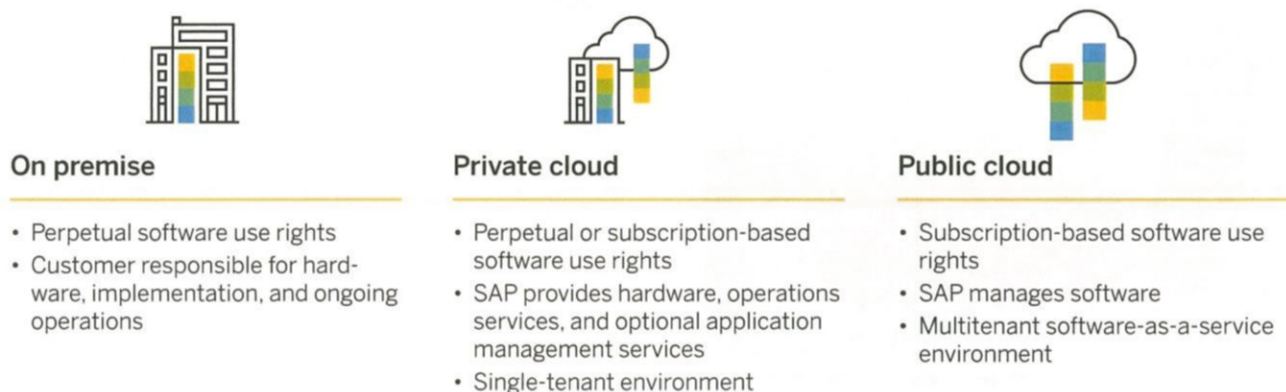 On premise
• Perpetual software use rights
• Customer responsible for hard-
ware, implementation, and ongoing
operations
Private cloud
• Perpetual or subscription-based
software use rights
• SAP provides hardware, operations
services, and optional application
management services
• Single-tenant environment
Public cloud
• Subscription-based software use
rights
• SAP manages software
• Multitenant software-as-a-service
environment